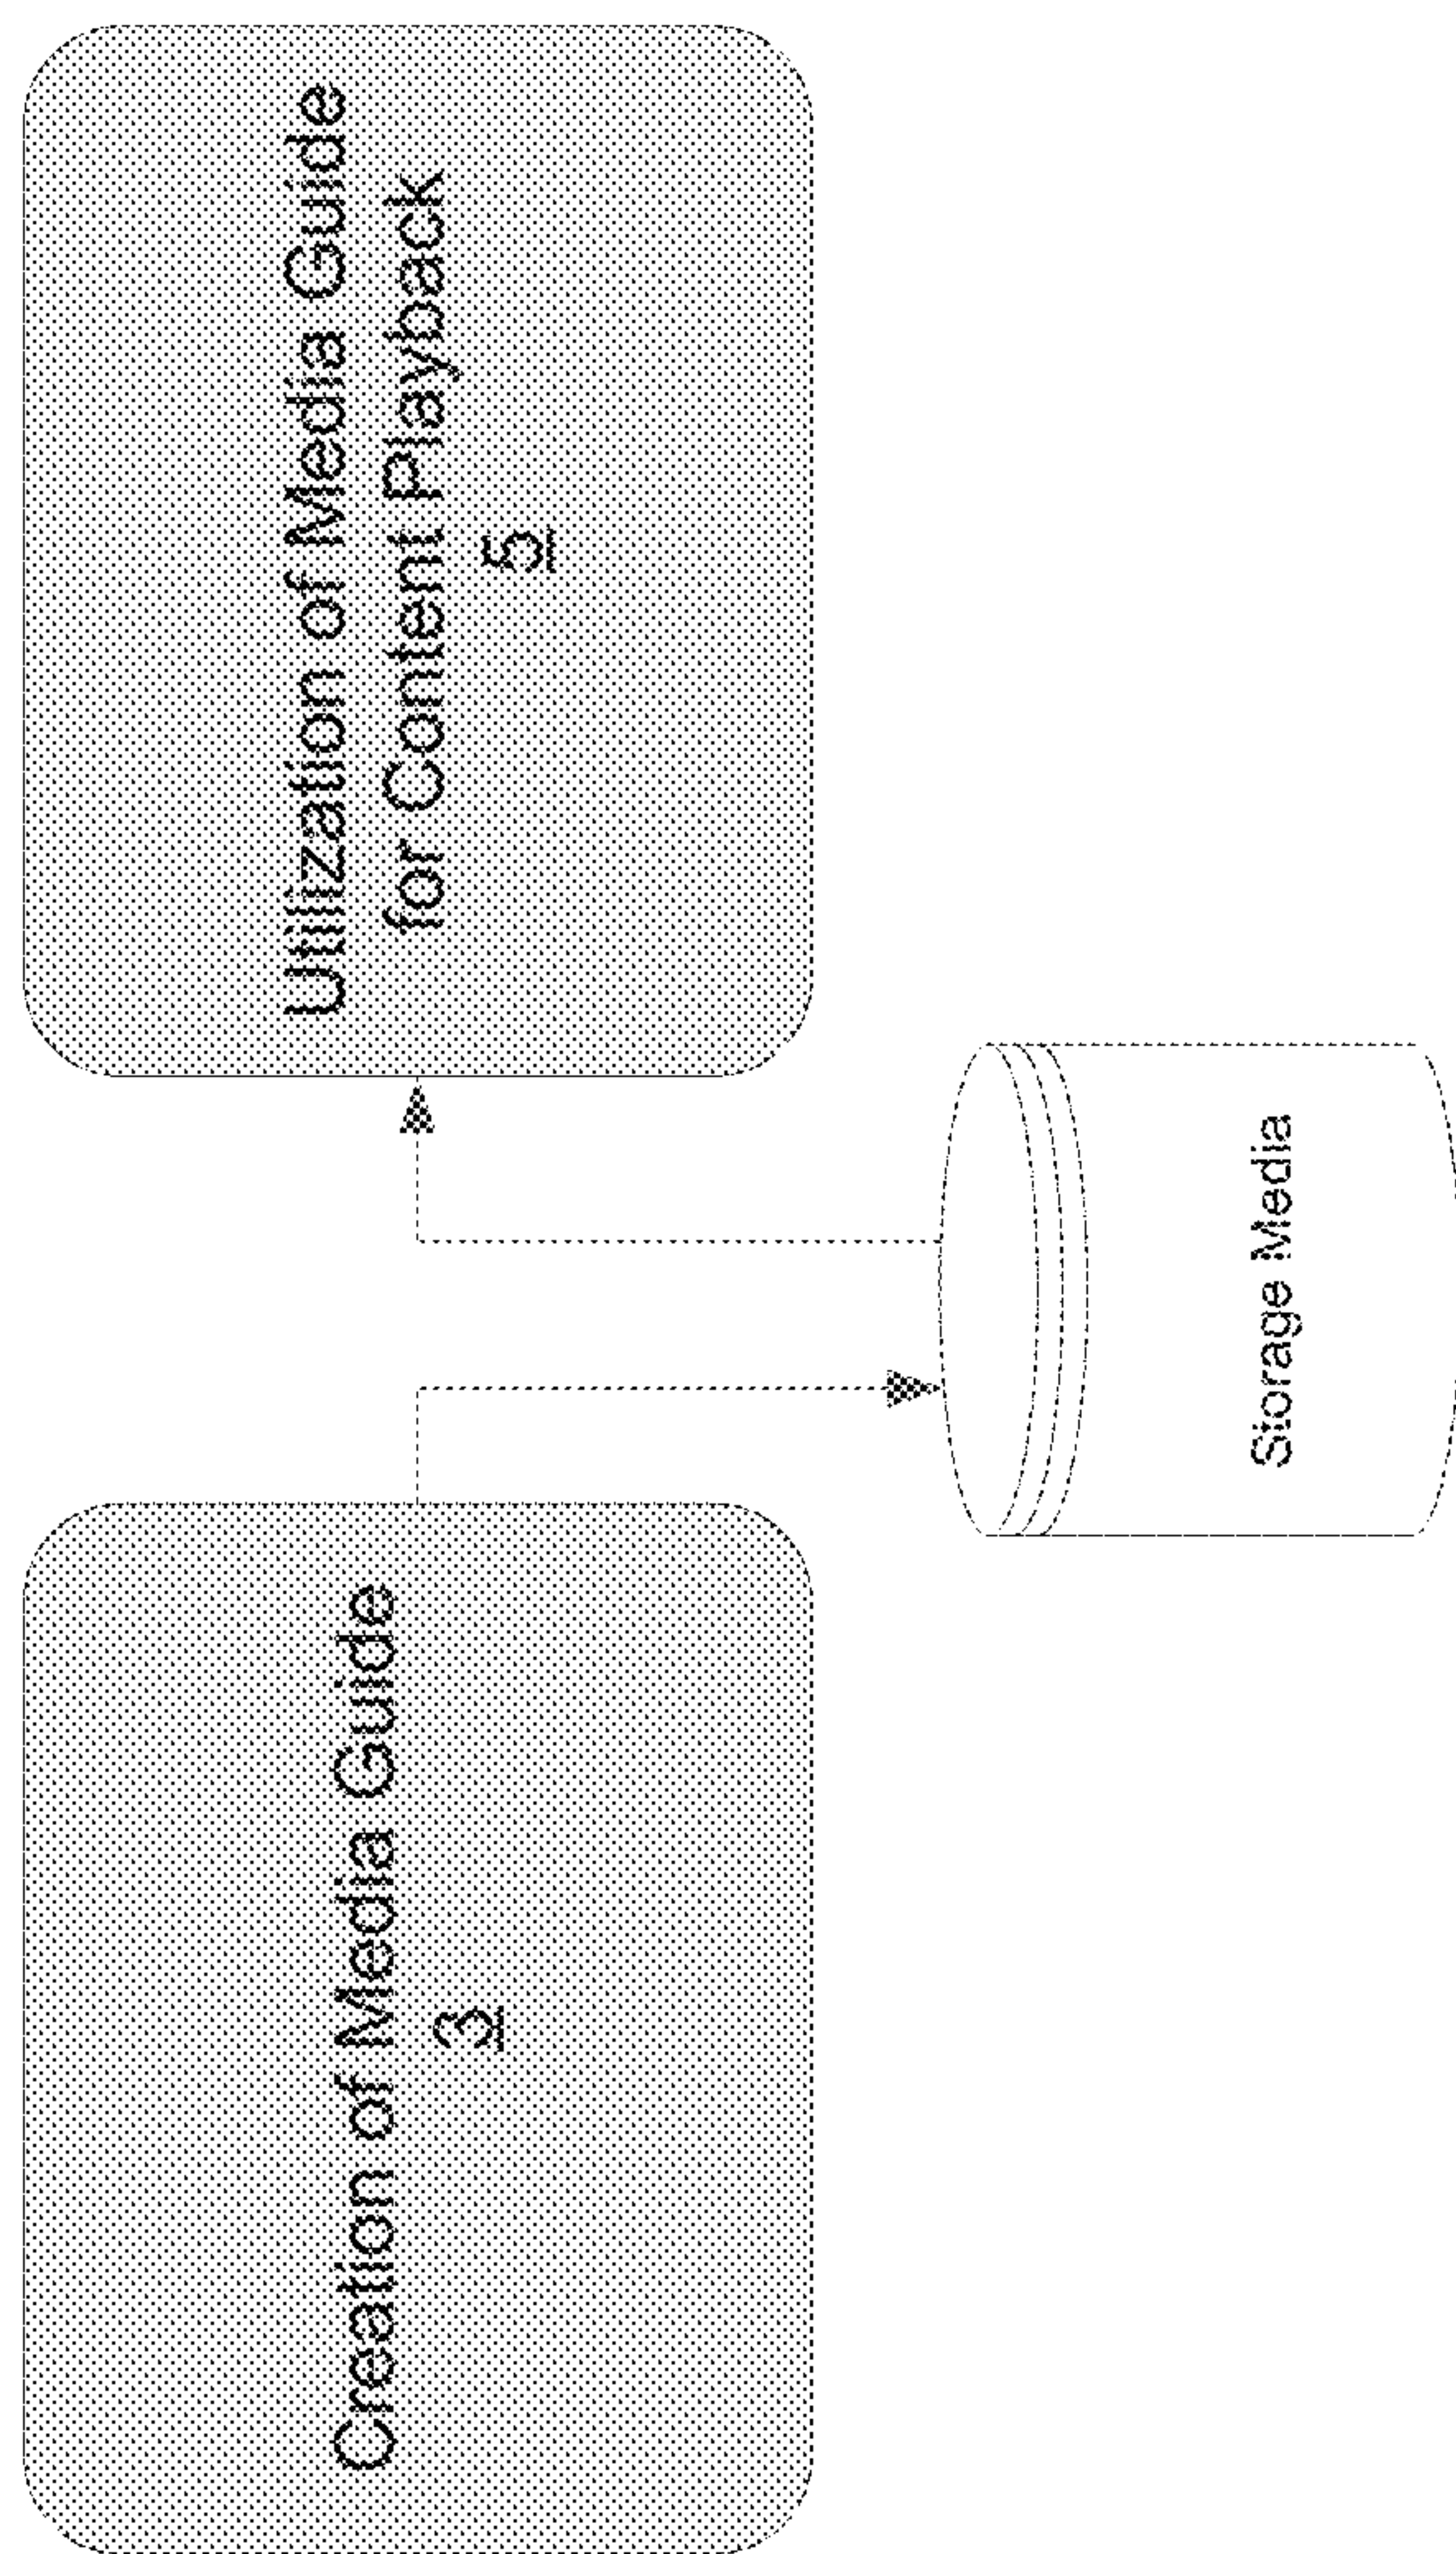 Creation of Media Guide
3
Utilization of Media Guide
for Content Playback
5
Storage Media